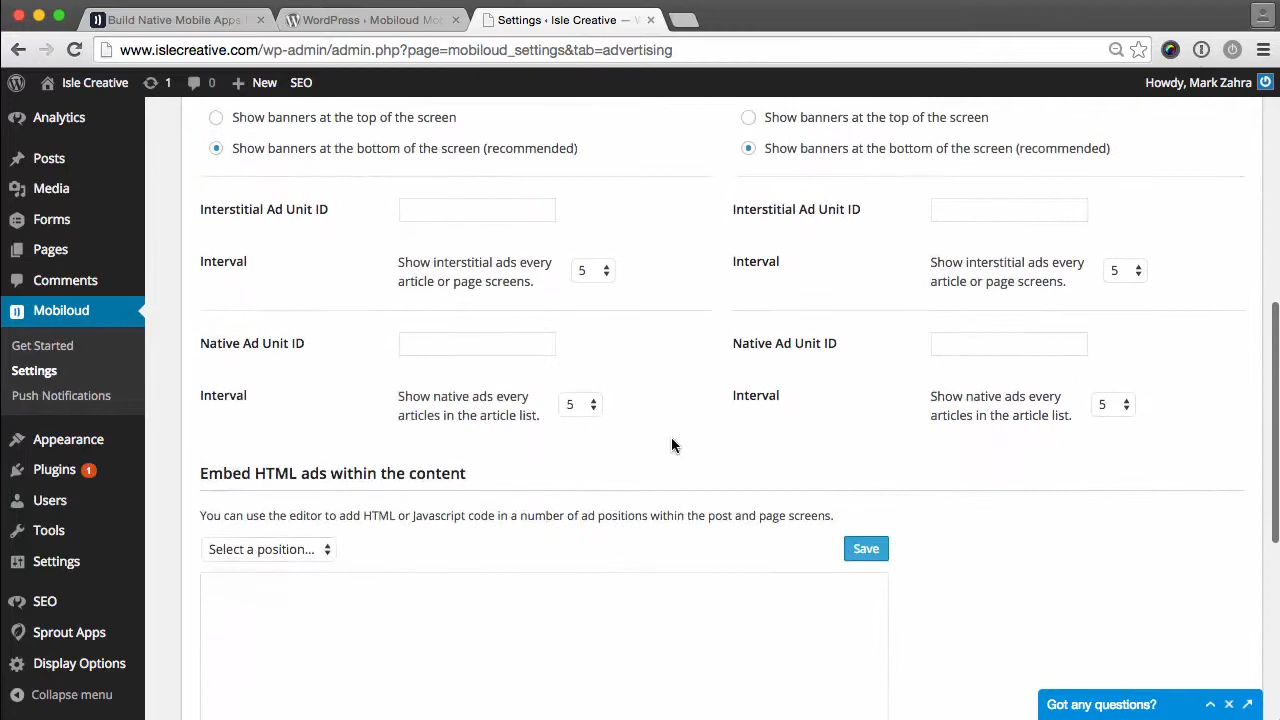 Build Native Mobile Apps
WordPress › Mobiloud Mob
Settings ‹ Isle Creative — W
www.islecreative.com/wp-admin/admin.php?page=mobiloud_settings&tab=advertising
Isle Creative
1
0
New
SEO
Howdy, Mark Zahra
Analytics
Posts
Media
Forms
Pages
Comments
Mobiloud
Get Started
Settings
Push Notifications
Appearance
Plugins 1
Users
Tools
Settings
SEO
Sprout Apps
Display Options
Collapse menu
Show banners at the top of the screen
Show banners at the bottom of the screen (recommended)
Interstitial Ad Unit ID
Interval
Show interstitial ads every
article or page screens.
5
Native Ad Unit ID
Interval
Show native ads every
articles in the article list.
5
Show banners at the top of the screen
Show banners at the bottom of the screen (recommended)
Interstitial Ad Unit ID
Interval
Show interstitial ads every
article or page screens.
5
Native Ad Unit ID
Interval
Show native ads every
articles in the article list.
5
Embed HTML ads within the content
You can use the editor to add HTML or Javascript code in a number of ad positions within the post and page screens.
Select a position...
Save
Got any questions?